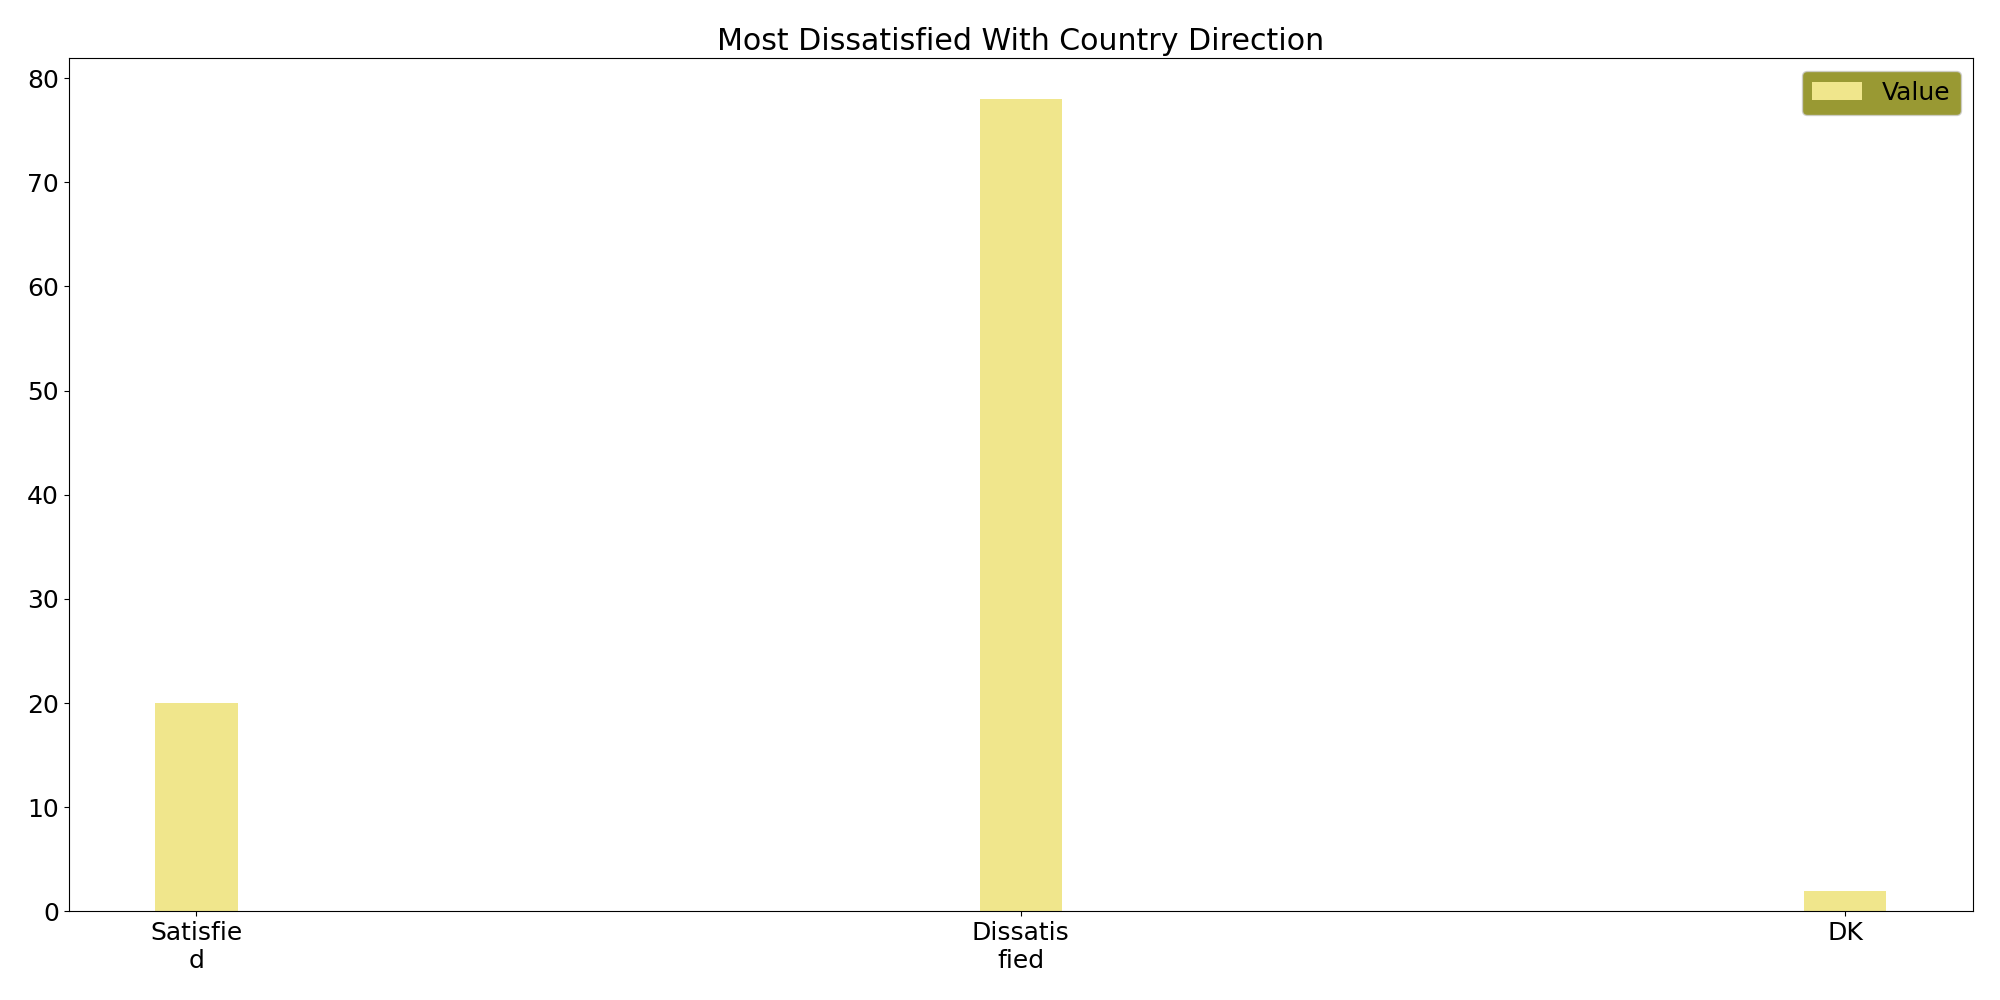 Most Dissatisfied With Country Direction
Value
80
70
60
50
40
30
20
10
0
Satisfie
d
Dissatis
fied
DK